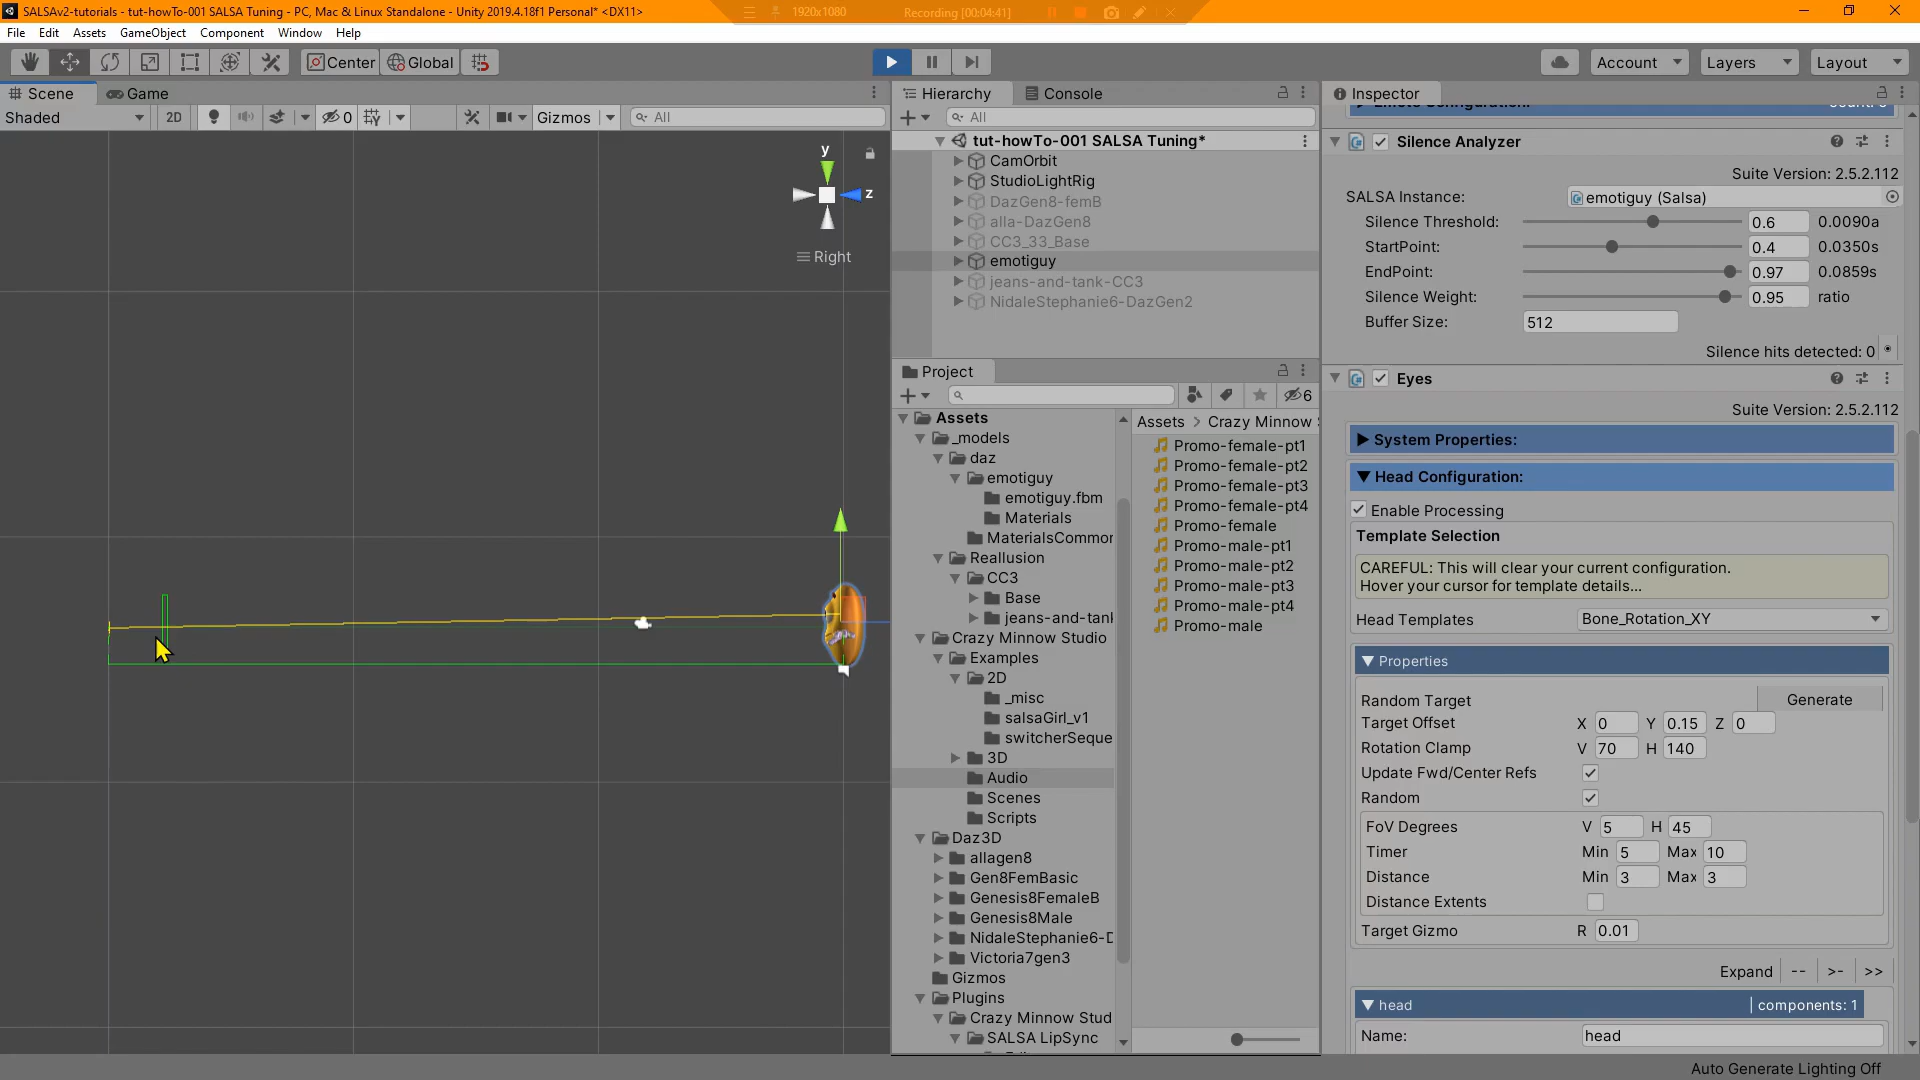 SALSAv2-tutorials - tut-howTo-001 SALSA Tuning - PC, Mac & Linux Standalone - Unity 2019.4.18f1 Personal* <DX11>
1920x1080
Recording [00:04:41]
File Edit Assets GameObject Component Window Help
Center Global
Account Layers Layout
Scene Game
Shaded 2D 0 Gizmos All
y
z
Right
Hierarchy Console
All
tut-howTo-001 SALSA Tuning*
CamOrbit
StudioLightRig
DazGen8-femB
alla-DazGen8
CC3_33_Base
emotiguy
jeans-and-tank-CC3
NidaleStephanie6-DazGen2
Project
6
Assets
_models
daz
emotiguy
emotiguy.fbm
Materials
MaterialsCommor
Reallusion
CC3
Base
jeans-and-tank
Crazy Minnow Studio
Examples
2D
_misc
salsaGirl_v1
switcherSeque
3D
Audio
Scenes
Scripts
Daz3D
allagen8
Gen8FemBasic
Genesis8FemaleB
Genesis8Male
NidaleStephanie6-D
Victoria7gen3
Gizmos
Plugins
Crazy Minnow Stud
SALSA LipSync
Assets > Crazy Minnow
Promo-female-pt1
Promo-female-pt2
Promo-female-pt3
Promo-female-pt4
Promo-female
Promo-male-pt1
Promo-male-pt2
Promo-male-pt3
Promo-male-pt4
Promo-male
Inspector
Silence Analyzer
Suite Version: 2.5.2.112
SALSA Instance: emotiguy (Salsa)
Silence Threshold: 0.6 0.0090a
StartPoint: 0.4 0.0350s
EndPoint: 0.97 0.0859s
Silence Weight: 0.95 ratio
Buffer Size: 512
Silence hits detected: 0
Eyes
Suite Version: 2.5.2.112
System Properties:
Head Configuration:
Enable Processing
Template Selection
CAREFUL: This will clear your current configuration.
Hover your cursor for template details...
Head Templates Bone_Rotation_XY
Properties
Random Target Generate
Target Offset X 0 Y 0.15 Z 0
Rotation Clamp V 70 H 140
Update Fwd/Center Refs
Random
FoV Degrees V 5 H 45
Timer Min 5 Max 10
Distance Min 3 Max 3
Distance Extents
Target Gizmo R 0.01
Expand -- >- >>
head | components: 1
Name: head
Auto Generate Lighting Off